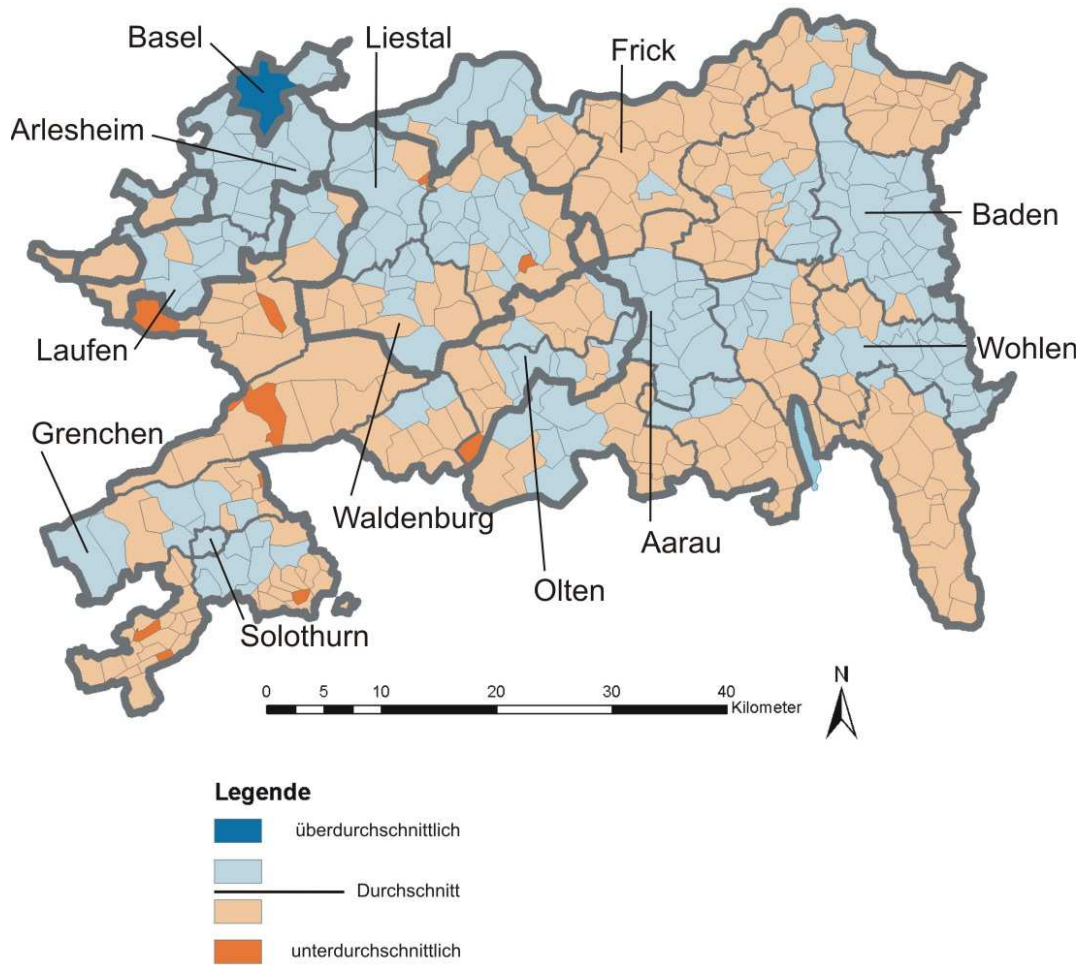 Basel
Liestal
Frick
Arlesheim
Baden
Laufen
Wohlen
Grenchen
Waldenburg
Aarau
Olten
Solothurn
N
0 5 10 20 30 40
Kilometer
Legende
überdurchschnittlich
Durchschnitt
unterdurchschnittlich